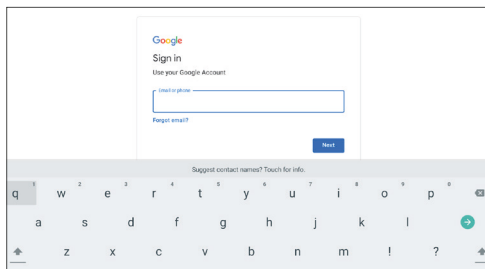 Google
Sign in
Use your Google Account
Email or phone
Forgot email?
Next
Suggest contact names? Touch for info.
q 1 w 2 e 3 r 4 t 5 y 6 u 7 i 8 o 9 p 0
a s d f g h j k l
z x c v b n m ! ?